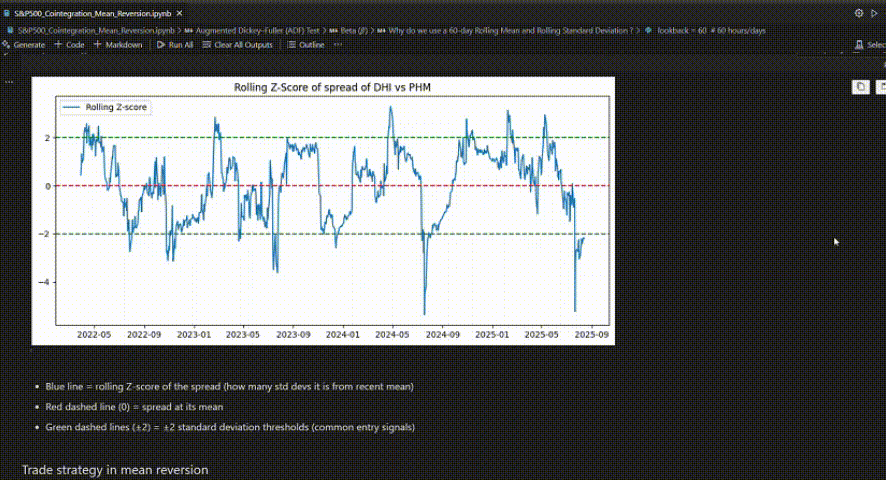 S&P500_Cointegration_Mean_Reversion.ipynb ×
S&P500_Cointegration_Mean_Reversion.ipynb > Augmented Dickey-Fuller (ADF) Test > Beta (β) > Why do we use a 60-day Rolling Mean and Rolling Standard Deviation ? > lookback = 60 # 60 hours/days
Generate + Code + Markdown | Run All Clear All Outputs | Outline ...
Selec
...
Rolling Z-Score of spread of DHI vs PHM
Rolling Z-score
2
0
−2
−4
2022-05 2022-09 2023-01 2023-05 2023-09 2024-01 2024-05 2024-09 2025-01 2025-05 2025-09
• Blue line = rolling Z-score of the spread (how many std devs it is from recent mean)
• Red dashed line (0) = spread at its mean
• Green dashed lines (±2) = ±2 standard deviation thresholds (common entry signals)
Trade strategy in mean reversion